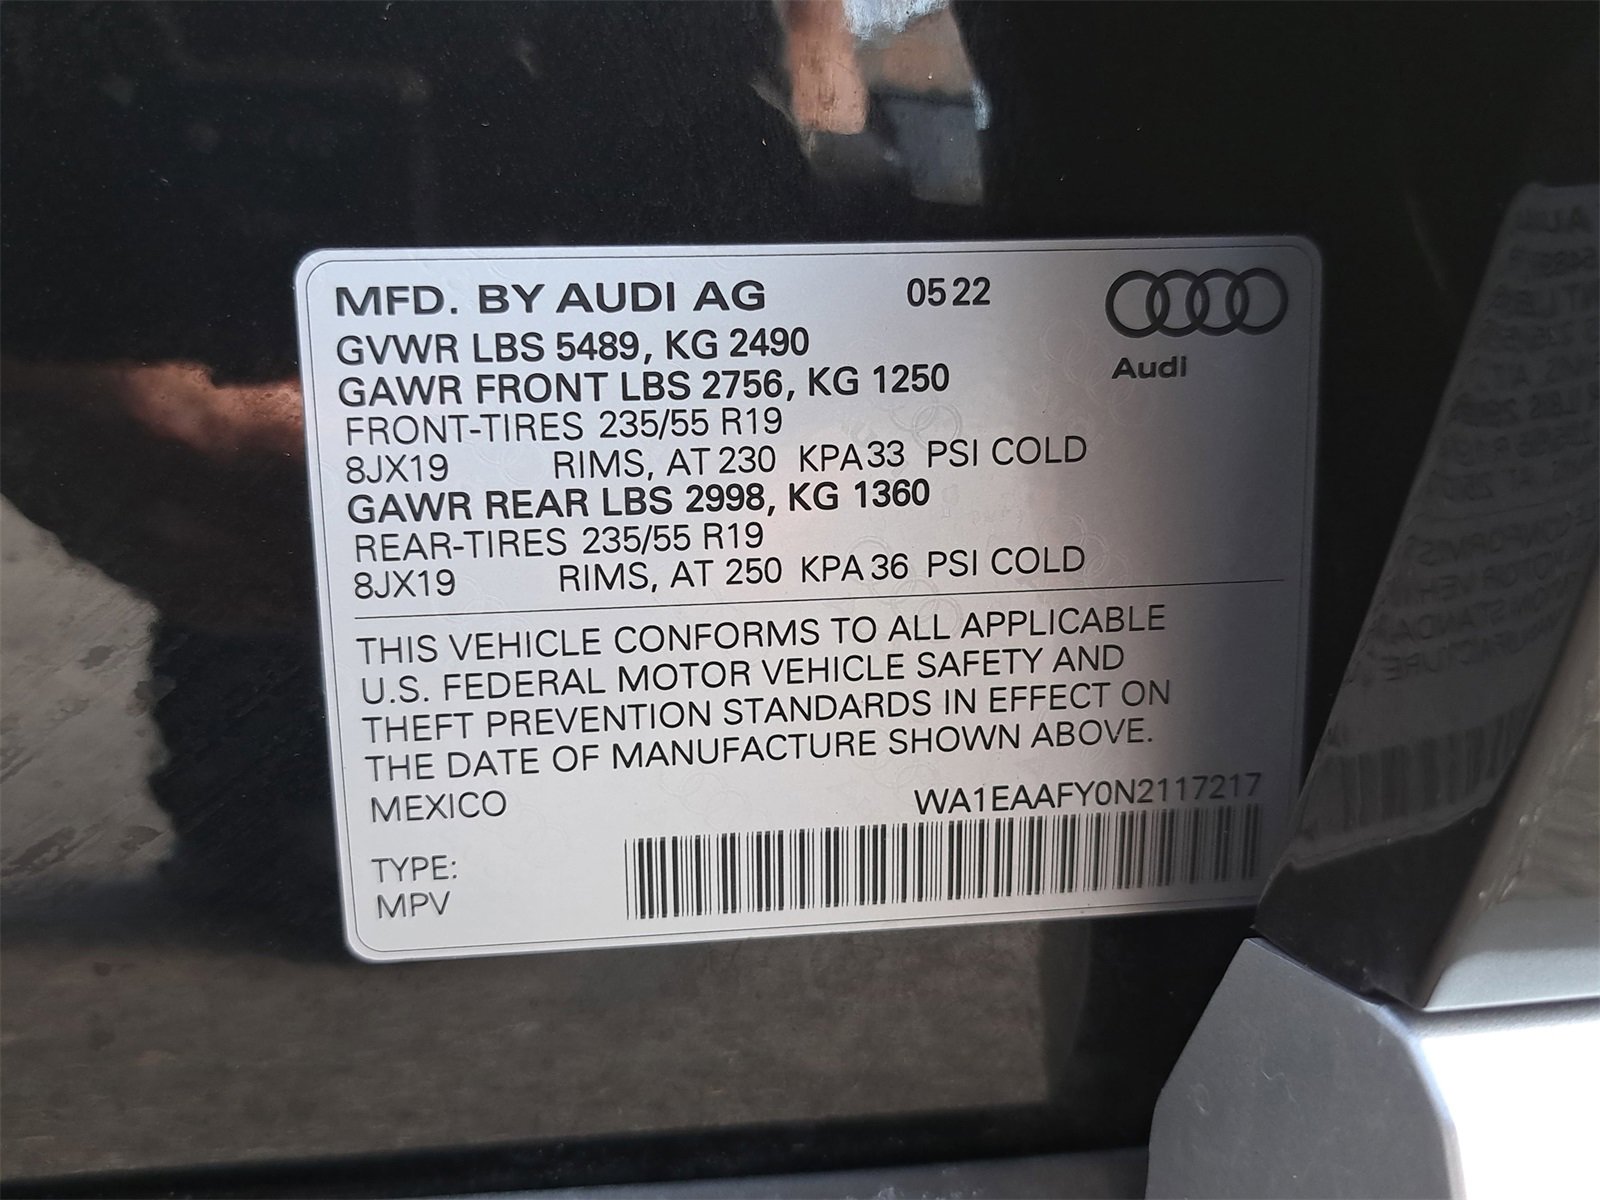 MFD. BY AUDI AG 05 22
Audi
GVWR LBS 5489, KG 2490
GAWR FRONT LBS 2756, KG 1250
FRONT-TIRES 235/55 R19
8JX19 RIMS, AT 230 KPA 33 PSI COLD
GAWR REAR LBS 2998, KG 1360
REAR-TIRES 235/55 R19
8JX19 RIMS, AT 250 KPA 36 PSI COLD
THIS VEHICLE CONFORMS TO ALL APPLICABLE
U.S. FEDERAL MOTOR VEHICLE SAFETY AND
THEFT PREVENTION STANDARDS IN EFFECT ON
THE DATE OF MANUFACTURE SHOWN ABOVE.
MEXICO WA1EAAFY0N2117217
TYPE:
MPV